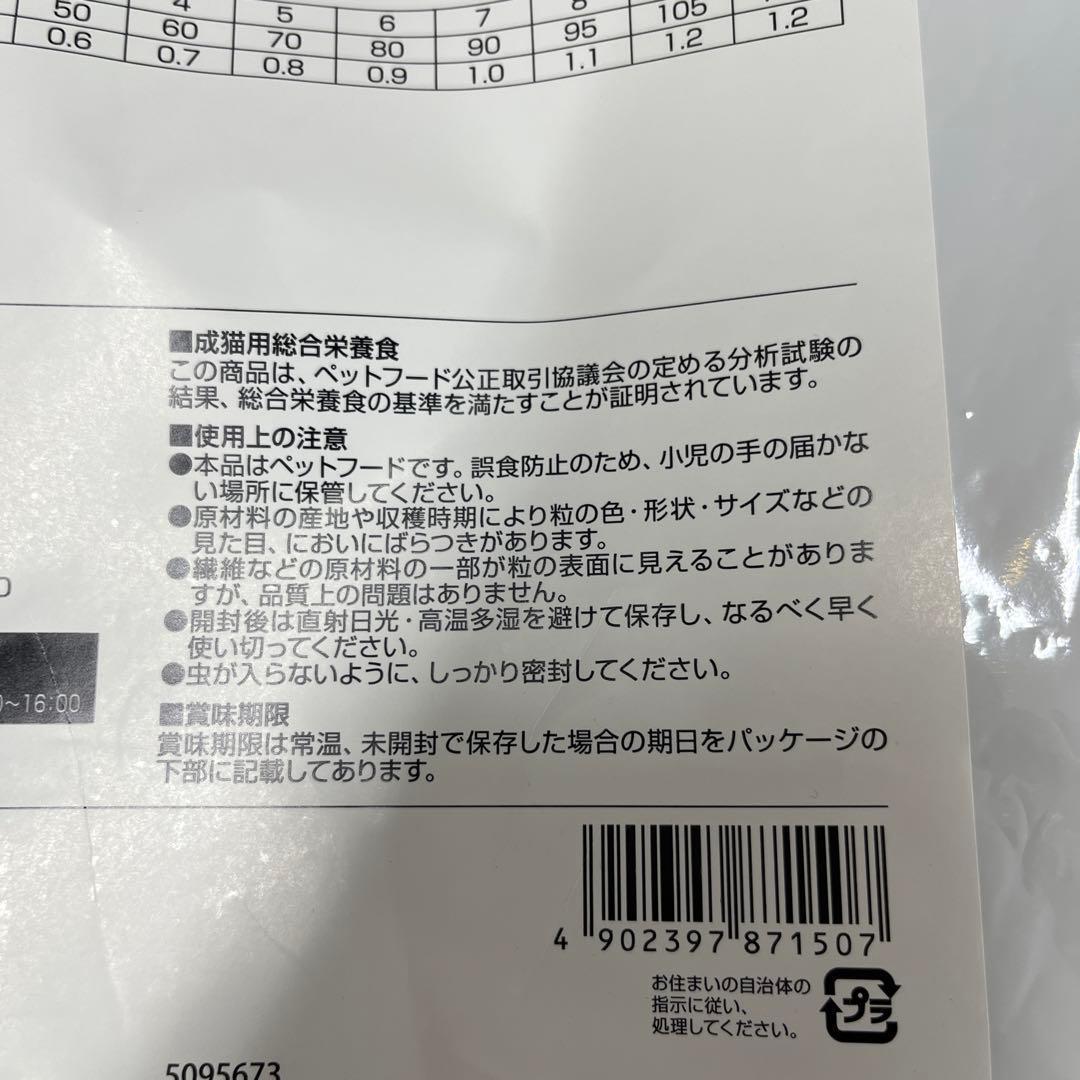 4 5 6 7 8
50 60 70 80 90 95 105
0.6 0.7 0.8 0.9 1.0 1.1 1.2 1.2
■成猫用総合栄養食
この商品は、ペットフード公正取引協議会の定める分析試験の
結果、総合栄養食の基準を満たすことが証明されています。
■使用上の注意
●本品はペットフードです。誤食防止のため、小児の手の届かな
い場所に保管してください。
●原材料の産地や収穫時期により粒の色・形状・サイズなどの
見た目、においにばらつきがあります。
●繊維などの原材料の一部が粒の表面に見えることがありま
すが、品質上の問題はありません。
●開封後は直射日光・高温多湿を避けて保存し、なるべく早く
使い切ってください。
●虫が入らないように、しっかり密封してください。
~16:00
■賞味期限
賞味期限は常温、未開封で保存した場合の期日をパッケージの
下部に記載してあります。
4 902397 871507
お住まいの自治体の
指示に従い、
処理してください。
プラ
5095673